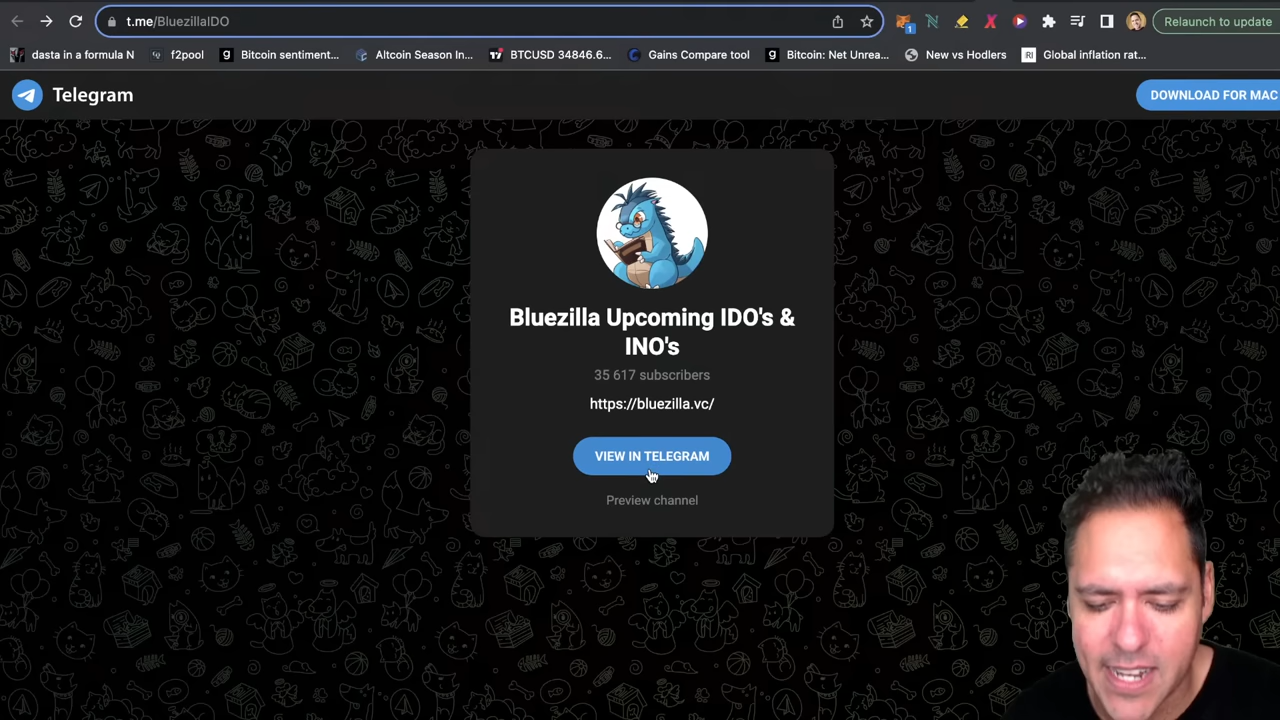 t.me/BluezillaIDO
1
Relaunch to update
dasta in a formula N
f2pool
Bitcoin sentiment...
Altcoin Season In...
BTCUSD 34846.6...
Gains Compare tool
Bitcoin: Net Unrea...
New vs Hodlers
RI
Global inflation rat...
Telegram
DOWNLOAD FOR MAC
Bluezilla Upcoming IDO's &
INO's
35 617 subscribers
https://bluezilla.vc/
VIEW IN TELEGRAM
Preview channel